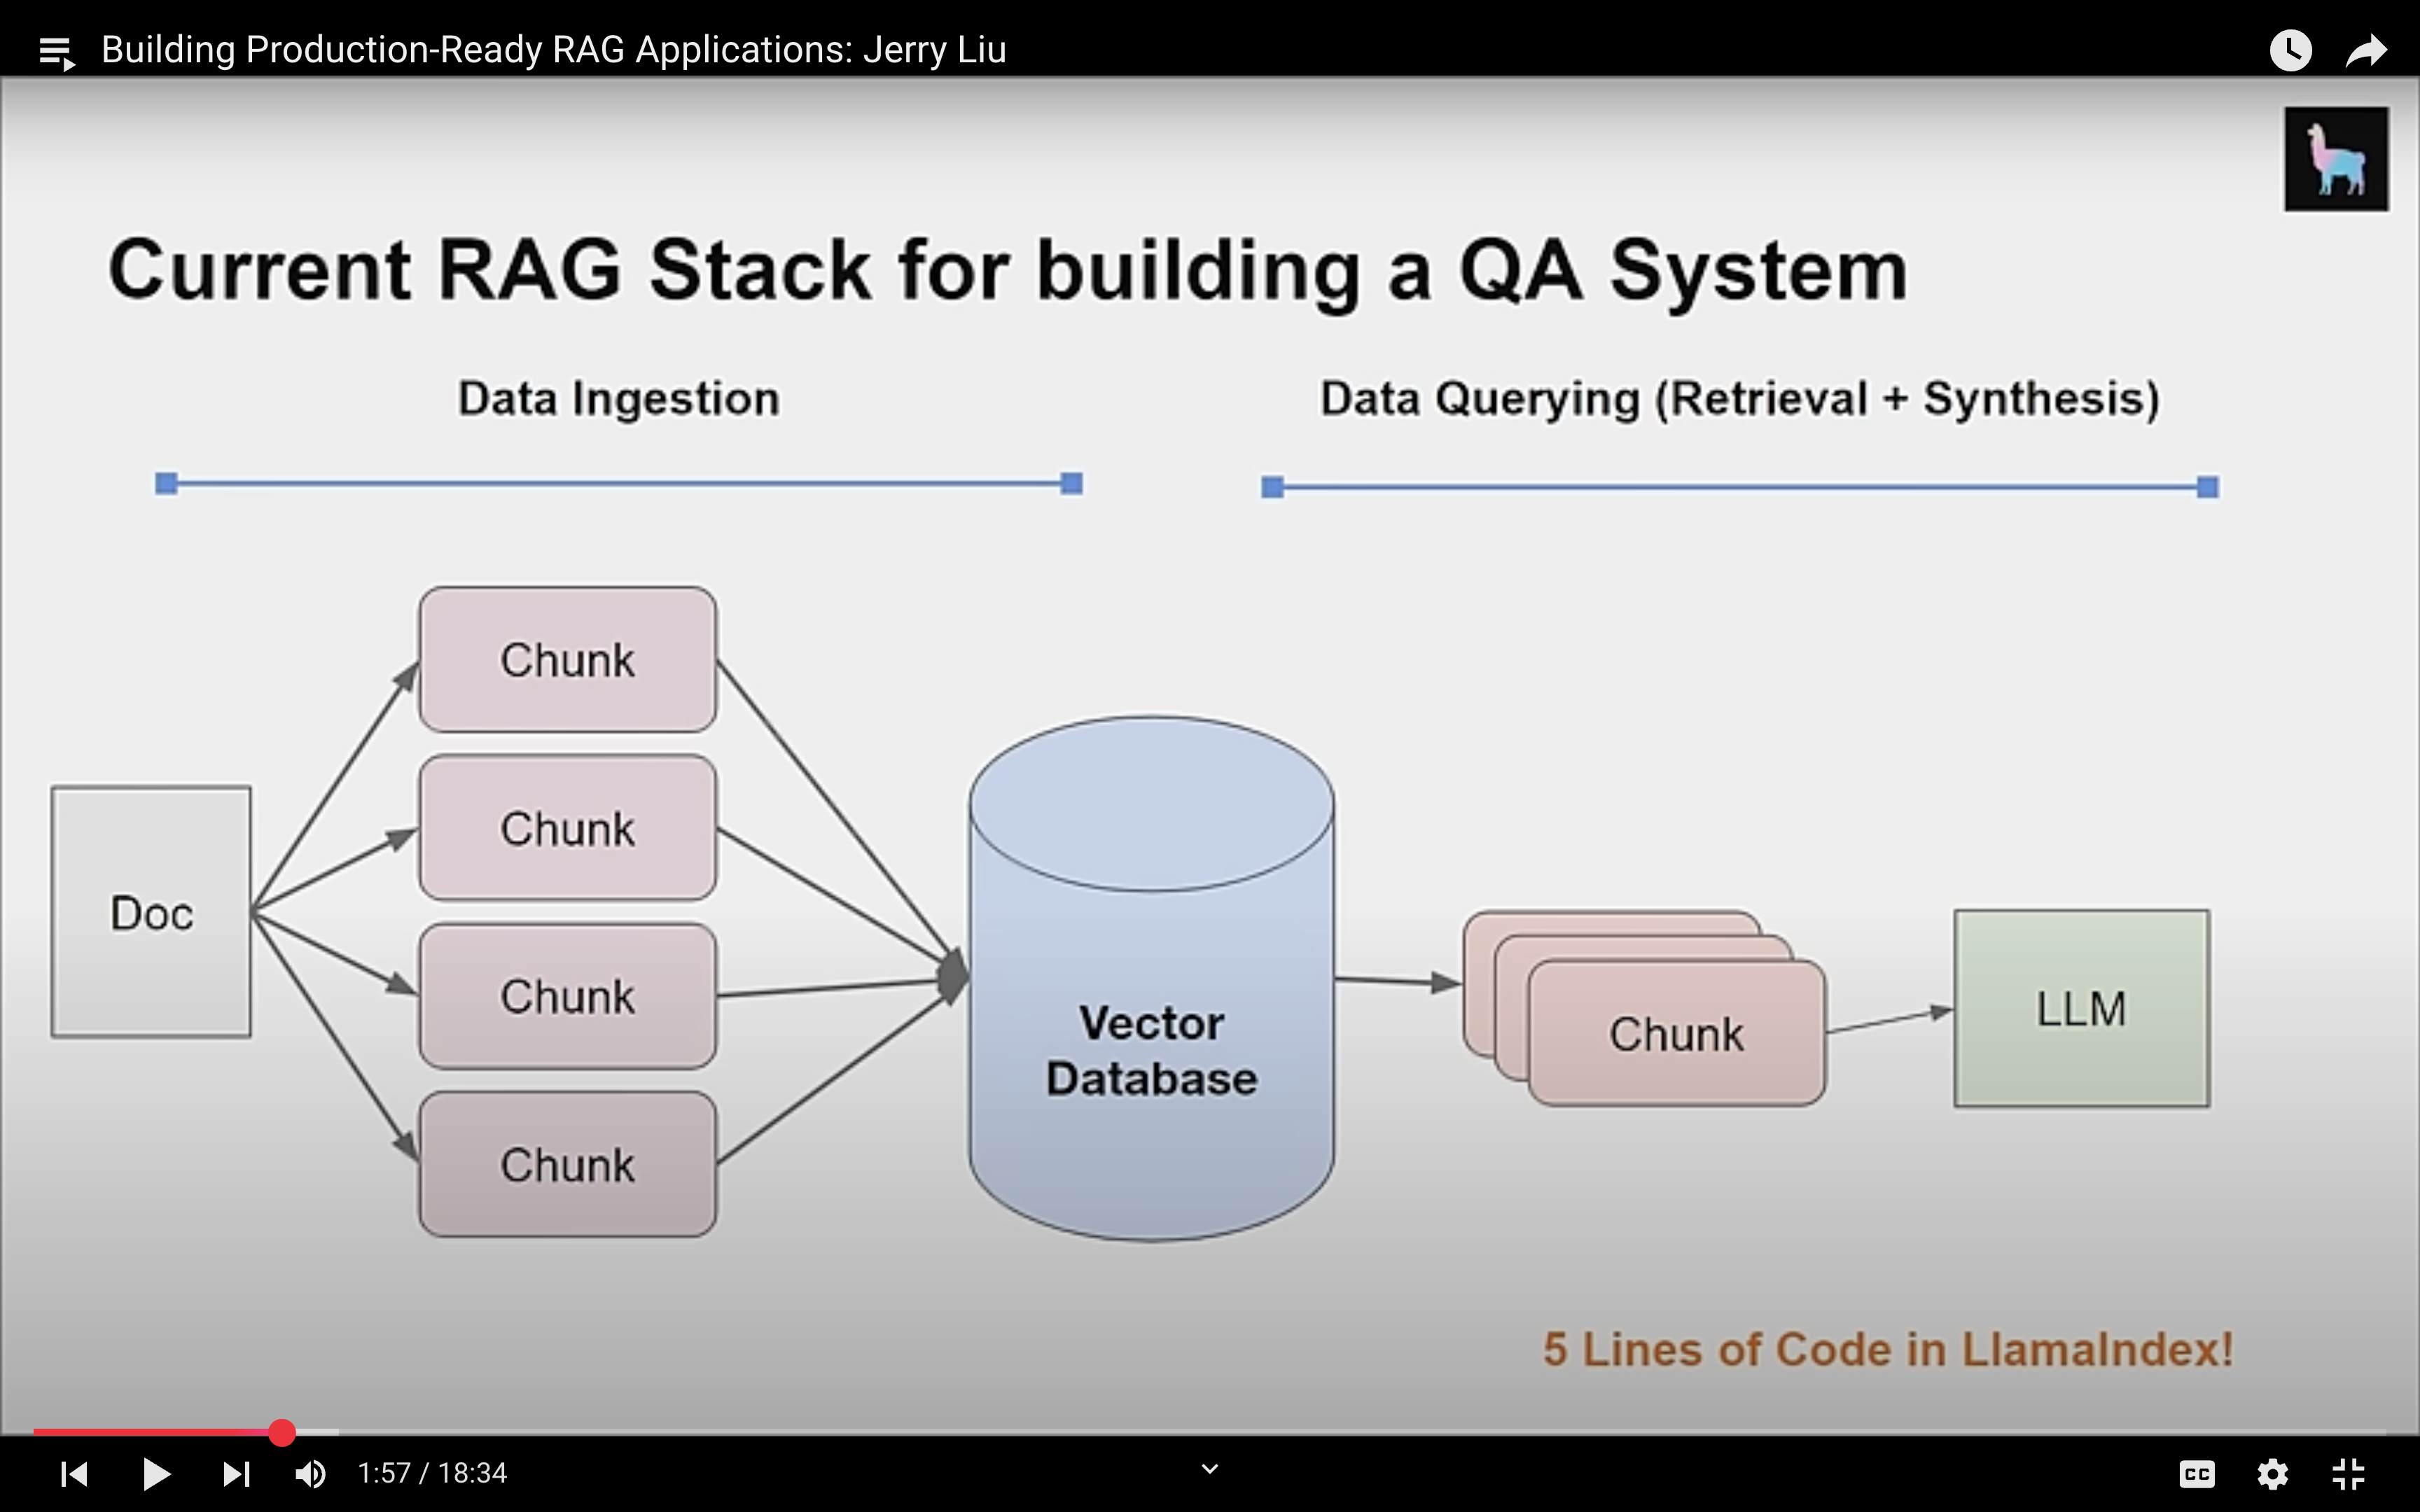 Building Production-Ready RAG Applications: Jerry Liu
Current RAG Stack for building a QA System
Data Ingestion
Data Querying (Retrieval + Synthesis)
Doc
Chunk
Chunk
Chunk
Chunk
Vector
Database
Chunk
LLM
5 Lines of Code in LlamaIndex!
1:57 / 18:34
CC